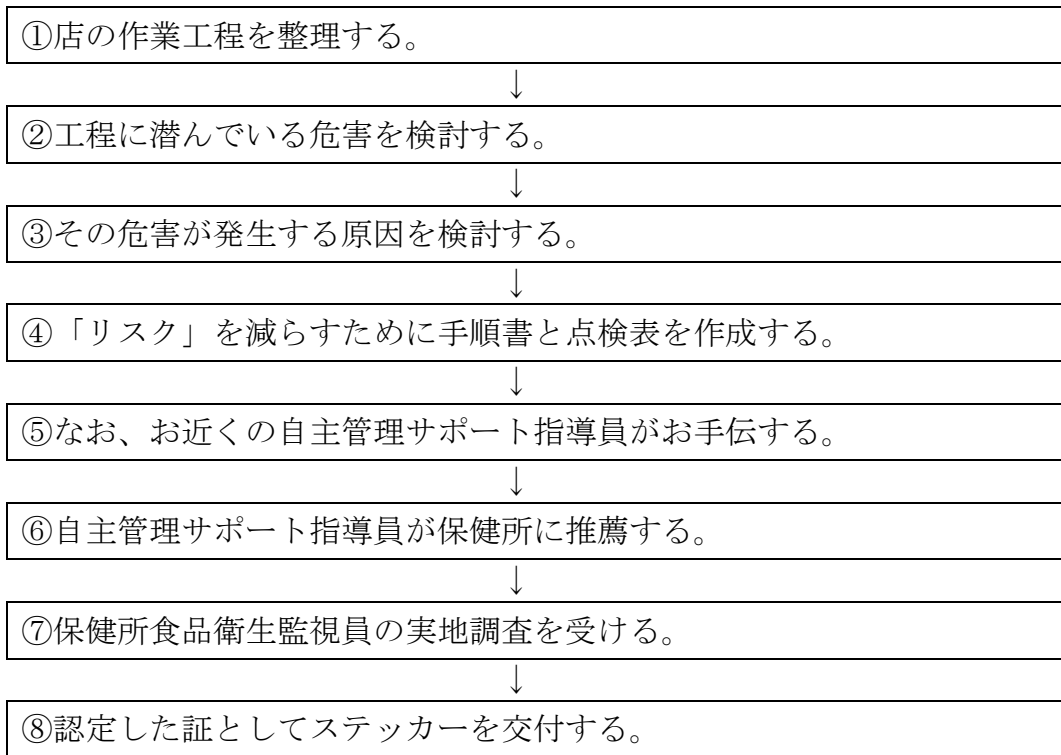 ①店の作業工程を整理する。
↓
②工程に潜んでいる危害を検討する。
↓
③その危害が発生する原因を検討する。
↓
④「リスク」を減らすために手順書と点検表を作成する。
↓
⑤なお、お近くの自主管理サポート指導員がお手伝する。
↓
⑥自主管理サポート指導員が保健所に推薦する。
↓
⑦保健所食品衛生監視員の実地調査を受ける。
↓
⑧認定した証としてステッカーを交付する。